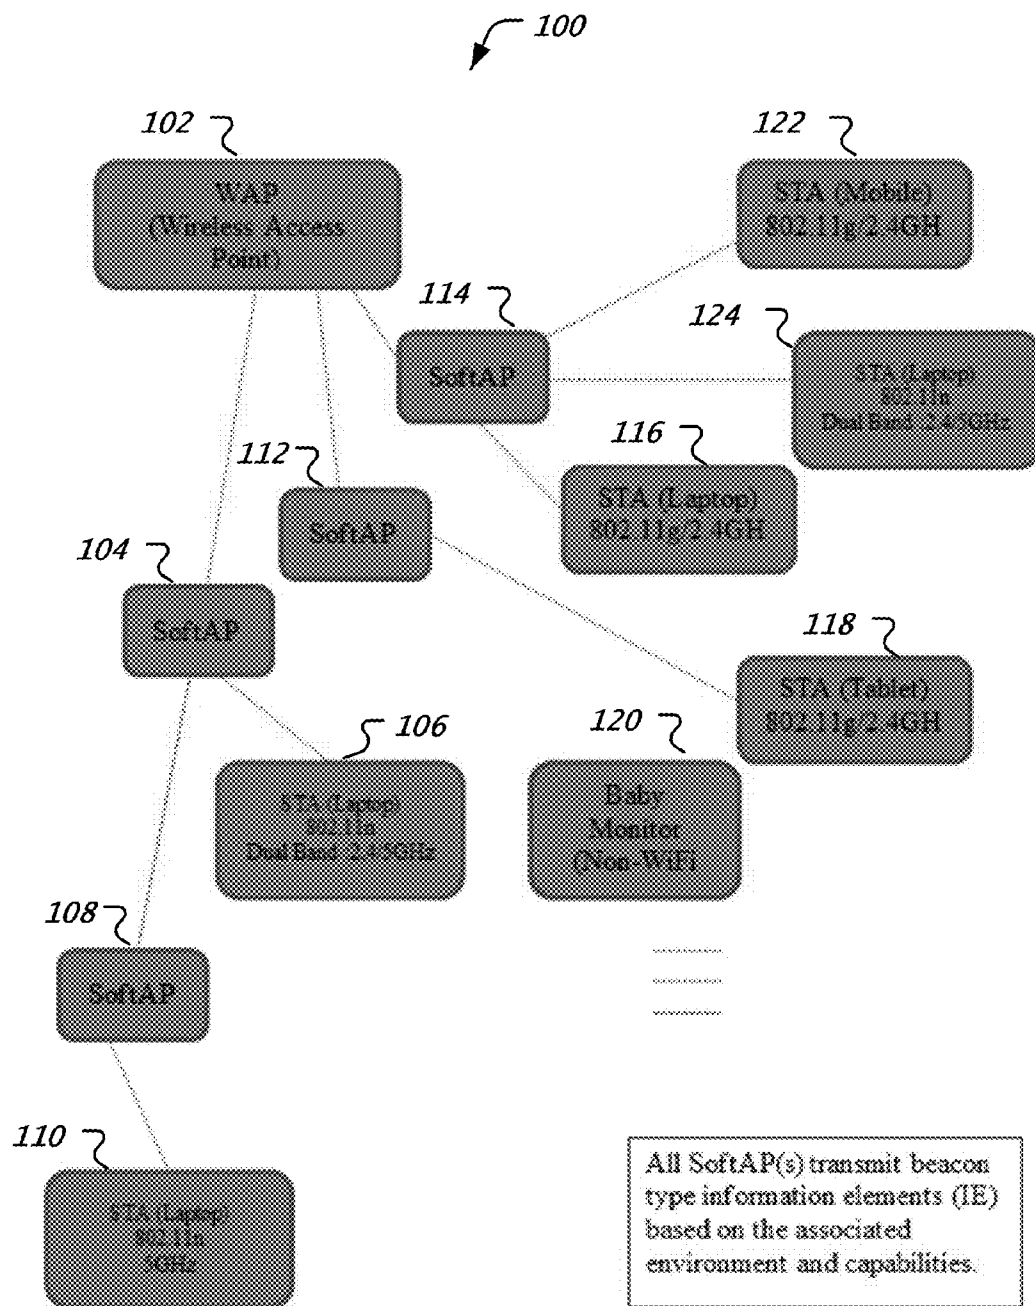 100
102
WAP
(Wireless Access
Point)
122
STA (Mobile)
802.11g/2.4GH
114
SoftAP
124
STA (Laptop)
802.11n
Dual Band :2.4/5GHz
116
STA (Laptop)
802.11g/2.4GH
112
SoftAP
104
SoftAP
118
STA (Tablet)
802.11g/2.4GH
106
STA (Laptop)
802.11n
Dual Band :2.4/5GHz
120
Baby
Monitor
(Non-WiFi
108
SoftAP
110
STA (Laptop)
802.11n
5GHz
All SoftAP(s) transmit beacon
type information elements (IE)
based on the associated
environment and capabilities.